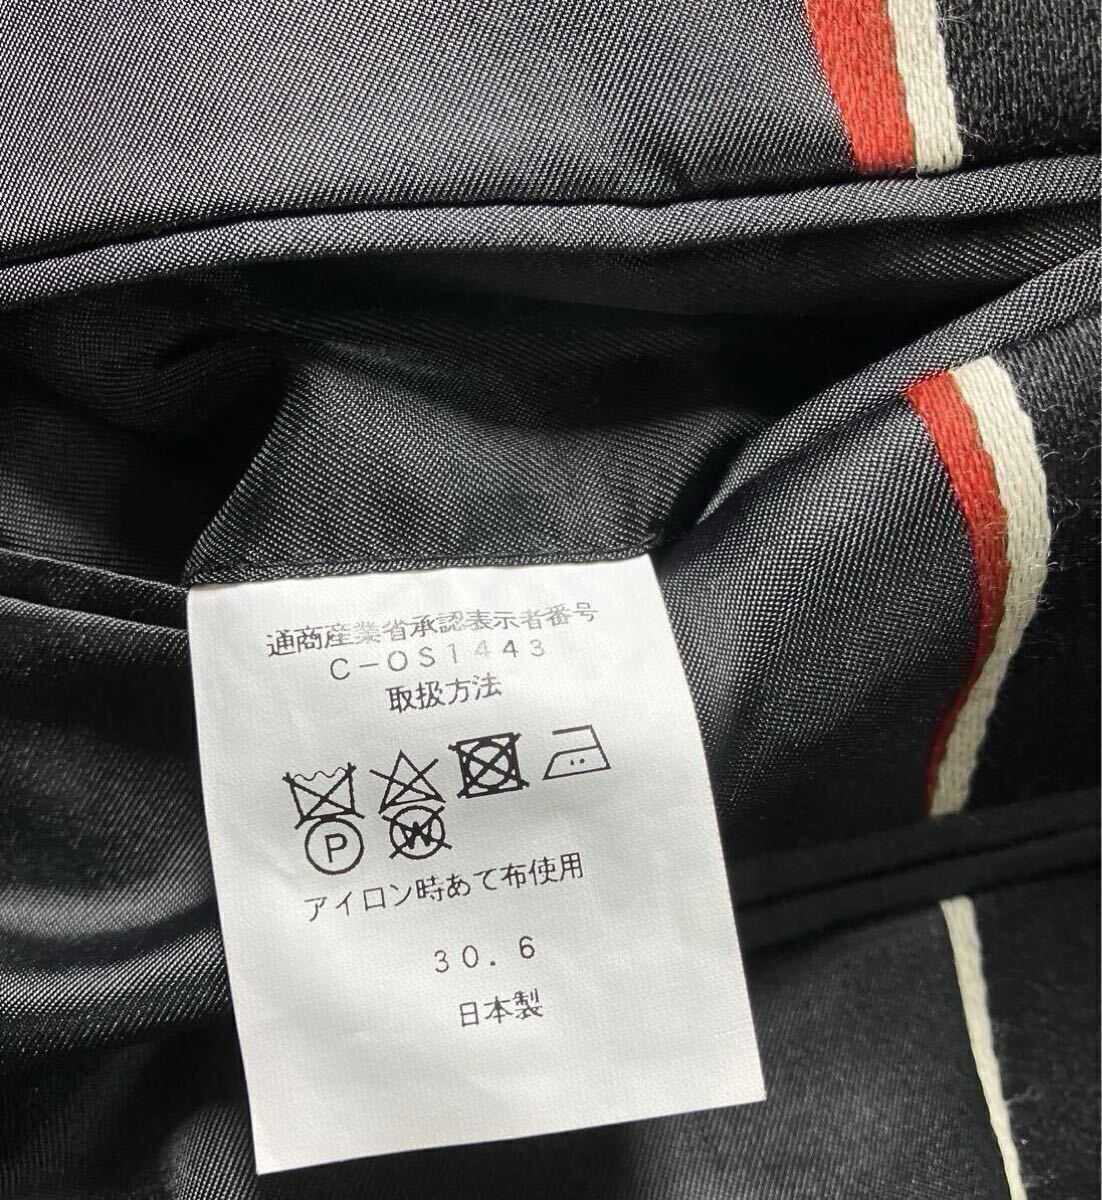 通商産業省承認表示者番号
C-OS1443
取扱方法
P W
アイロン時あて布使用
30.6
日本製